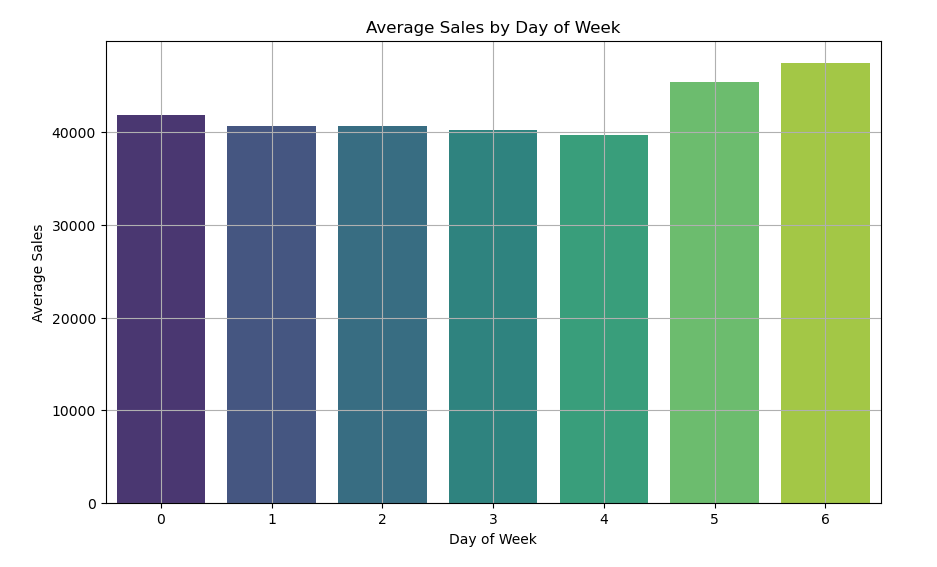 Average Sales by Day of Week
Average Sales
40000
30000
20000
10000
0
0 1 2 3 4 5 6
Day of Week